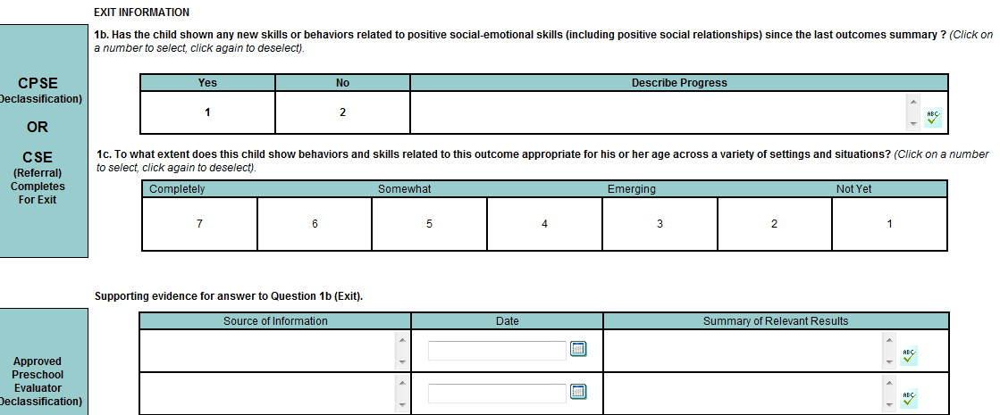 EXIT INFORMATION
1b. Has the child shown any new skills or behaviors related to positive social-emotional skills (including positive social relationships) since the last outcomes summary ? (Click on
a number to select, click again to deselect).
CPSE
Declassification)
OR
CSE
(Referral)
Completes
For Exit
Yes No Describe Progress
1 2
ABC
1c. To what extent does this child show behaviors and skills related to this outcome appropriate for his or her age across a variety of settings and situations? (Click on a number
to select, click again to deselect).
Completely Somewhat Emerging Not Yet
7 6 5 4 3 2 1
Supporting evidence for answer to Question 1b (Exit).
Approved
Preschool
Evaluator
Declassification)
Source of Information Date Summary of Relevant Results
ABC
ABC